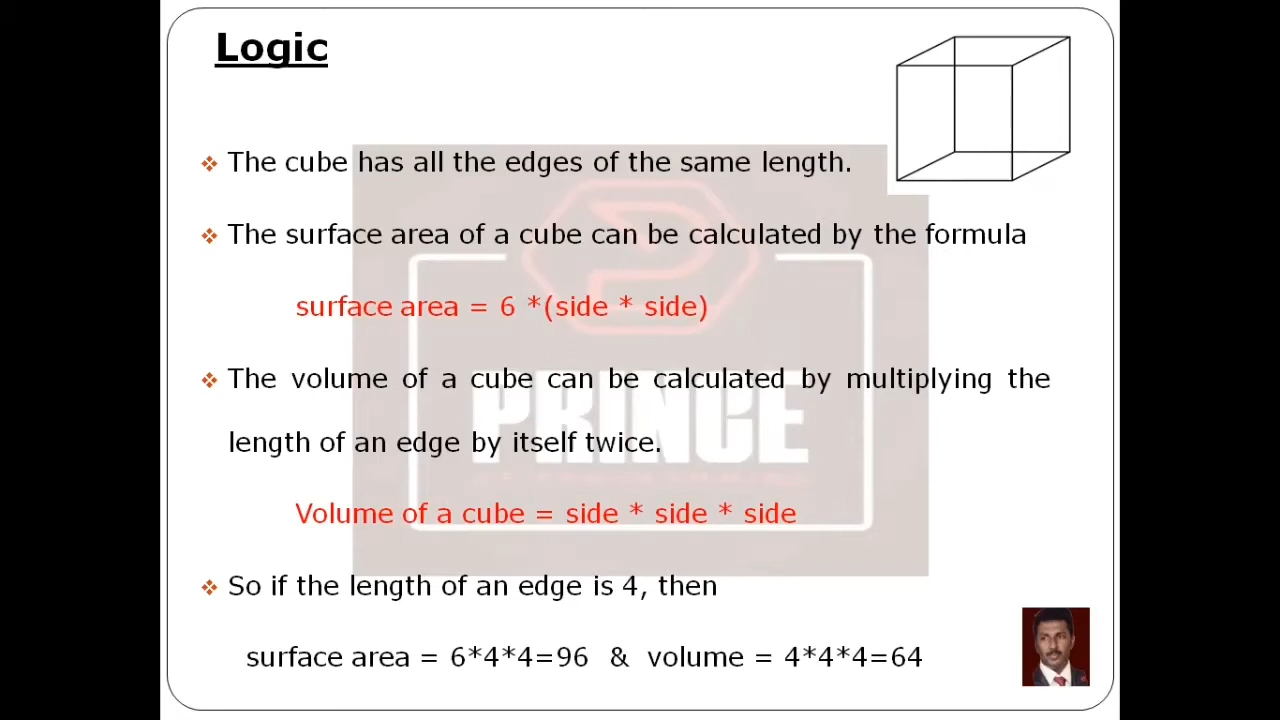 Logic
The cube has all the edges of the same length.
The surface area of a cube can be calculated by the formula
surface area = 6 *(side * side)
The volume of a cube can be calculated by multiplying the
length of an edge by itself twice.
PRINCE
Volume of a cube = side * side * side
So if the length of an edge is 4, then
surface area = 6*4*4=96 & volume = 4*4*4=64